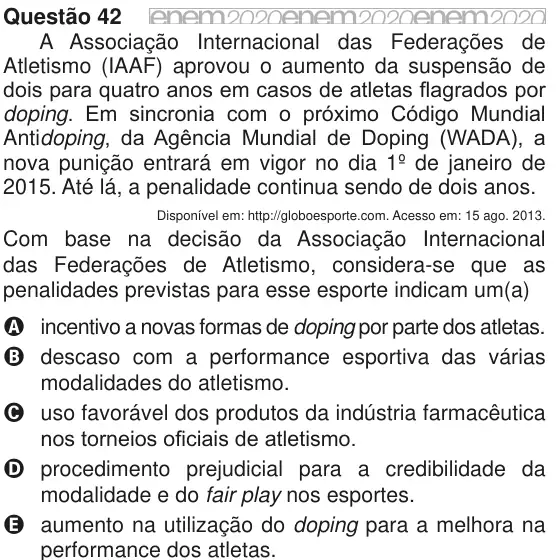 Questão 42 enem2020enem2020enem2020
A Associação Internacional das Federações de
Atletismo (IAAF) aprovou o aumento da suspensão de
dois para quatro anos em casos de atletas flagrados por
doping. Em sincronia com o próximo Código Mundial
Antidoping, da Agência Mundial de Doping (WADA), a
nova punição entrará em vigor no dia 1º de janeiro de
2015. Até lá, a penalidade continua sendo de dois anos.
Disponível em: http://globoesporte.com. Acesso em: 15 ago. 2013.
Com base na decisão da Associação Internacional
das Federações de Atletismo, considera-se que as
penalidades previstas para esse esporte indicam um(a)
A incentivo a novas formas de doping por parte dos atletas.
B descaso com a performance esportiva das várias
modalidades do atletismo.
C uso favorável dos produtos da indústria farmacêutica
nos torneios oficiais de atletismo.
D procedimento prejudicial para a credibilidade da
modalidade e do fair play nos esportes.
E aumento na utilização do doping para a melhora na
performance dos atletas.